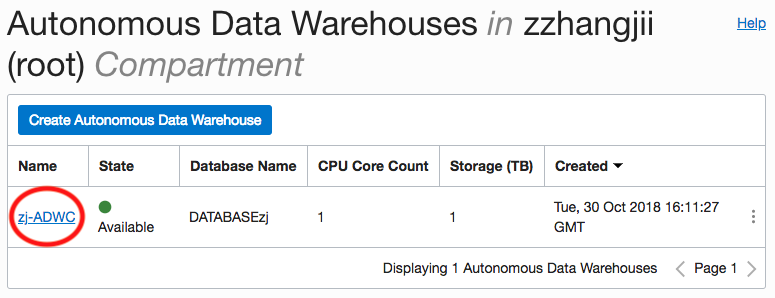 Autonomous Data Warehouses in zzhangjii
Help
(root) Compartment
Create Autonomous Data Warehouse
Name State Database Name CPU Core Count Storage (TB) Created
zj-ADWC Available DATABASEzj 1 1 Tue, 30 Oct 2018 16:11:27
GMT
Displaying 1 Autonomous Data Warehouses Page 1